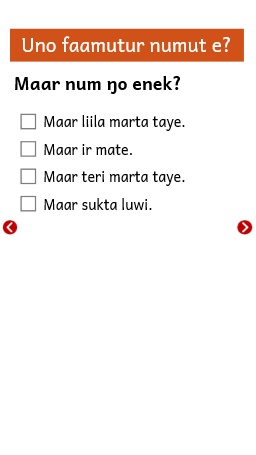 Uno faamutur numut e?
Maar num ŋo enek?
Maar liila marta taye.
Maar ir mate.
Maar teri marta taye.
Maar sukta luwi.